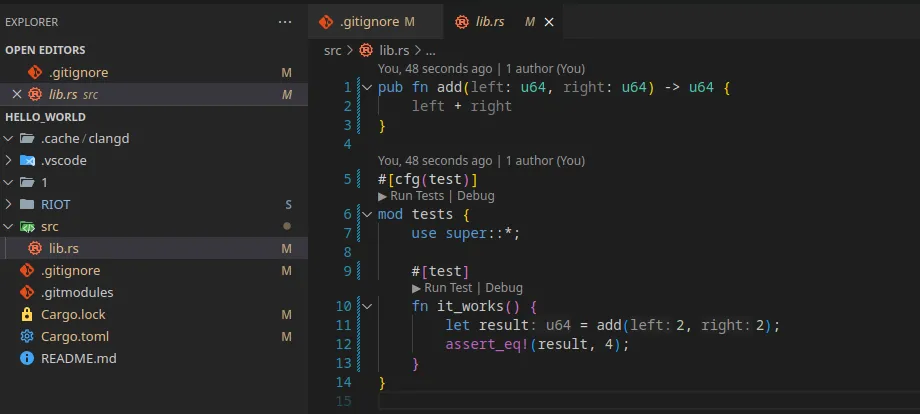 EXPLORER
OPEN EDITORS
.gitignore M
lib.rs src M
HELLO_WORLD
.cache / clangd
.vscode
1
RIOT S
src
lib.rs M
.gitignore M
.gitmodules
Cargo.lock M
Cargo.toml M
README.md
.gitignore M lib.rs M
src > lib.rs > ...
You, 48 seconds ago | 1 author (You)
1 pub fn add(left: u64, right: u64) -> u64 {
2 left + right
3 }
4
You, 48 seconds ago | 1 author (You)
5 #[cfg(test)]
▶ Run Tests | Debug
6 mod tests {
7 use super::*;
8
9 #[test]
▶ Run Test | Debug
10 fn it_works() {
11 let result: u64 = add(left: 2, right: 2);
12 assert_eq!(result, 4);
13 }
14 }
15